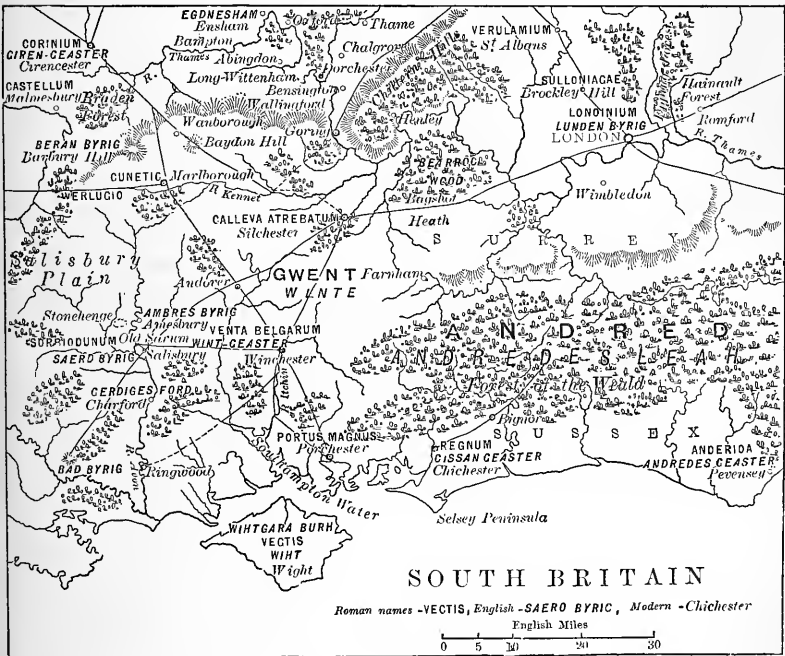 EGDNESHAM
Ensham
Bampton
Thames
Abingdon
Thame
Chalgrove
Dorchester
Long-Wittenham
Bensington
Wallingford
Goring
Chiltern Hills
Henley
VERULAMIUM
St Albans
SULLONIACAE
Brockley Hill
Hainault
Forest
Romford
LONDINIUM
LUNDEN BYRIG
LONDON
R. Thames
CORINIUM
CIREN-CEASTER
Cirencester
R.
CASTELLUM
Malmesbury
Braden
Forest
Wanborough
BERAN BYRIG
Barbury Hill
Baydon Hill
CUNETIO
Marlborough
R Kennet
VERLUCIO
BEARROC
WOOD
Bagshot
Heath
Wimbledon
CALLEVA ATREBATUM
Silchester
SURREY
Salisbury
Plain
Andover
GWENT
WINTE
Farnham
Stonehenge
AMBRES BYRIG
Amesbury
SORBIODUNUM
Old Sarum
SAERO BYRIG
Salisbury
VENTA BELGARUM
WINT-CEASTER
Winchester
Itchin
ANDRED
ANDREDESLEAH
Forest of the Weald
CERDIGES FORD
Charford
BAD BYRIG
R. Avon
Ringwood
PORTUS MAGNUS
Porchester
Southampton Water
Bignor
SUSSEX
REGNUM
CISSAN CEASTER
Chichester
ANDERIDA
ANDREDES CEASTER
Pevensey
Selsey Peninsula
WIHTGARA BURH
VECTIS
WIHT
Wight
SOUTH BRITAIN
Roman names -VECTIS, English -SAERO BYRIC, Modern -Chichester
English Miles
0 5 10 20 30